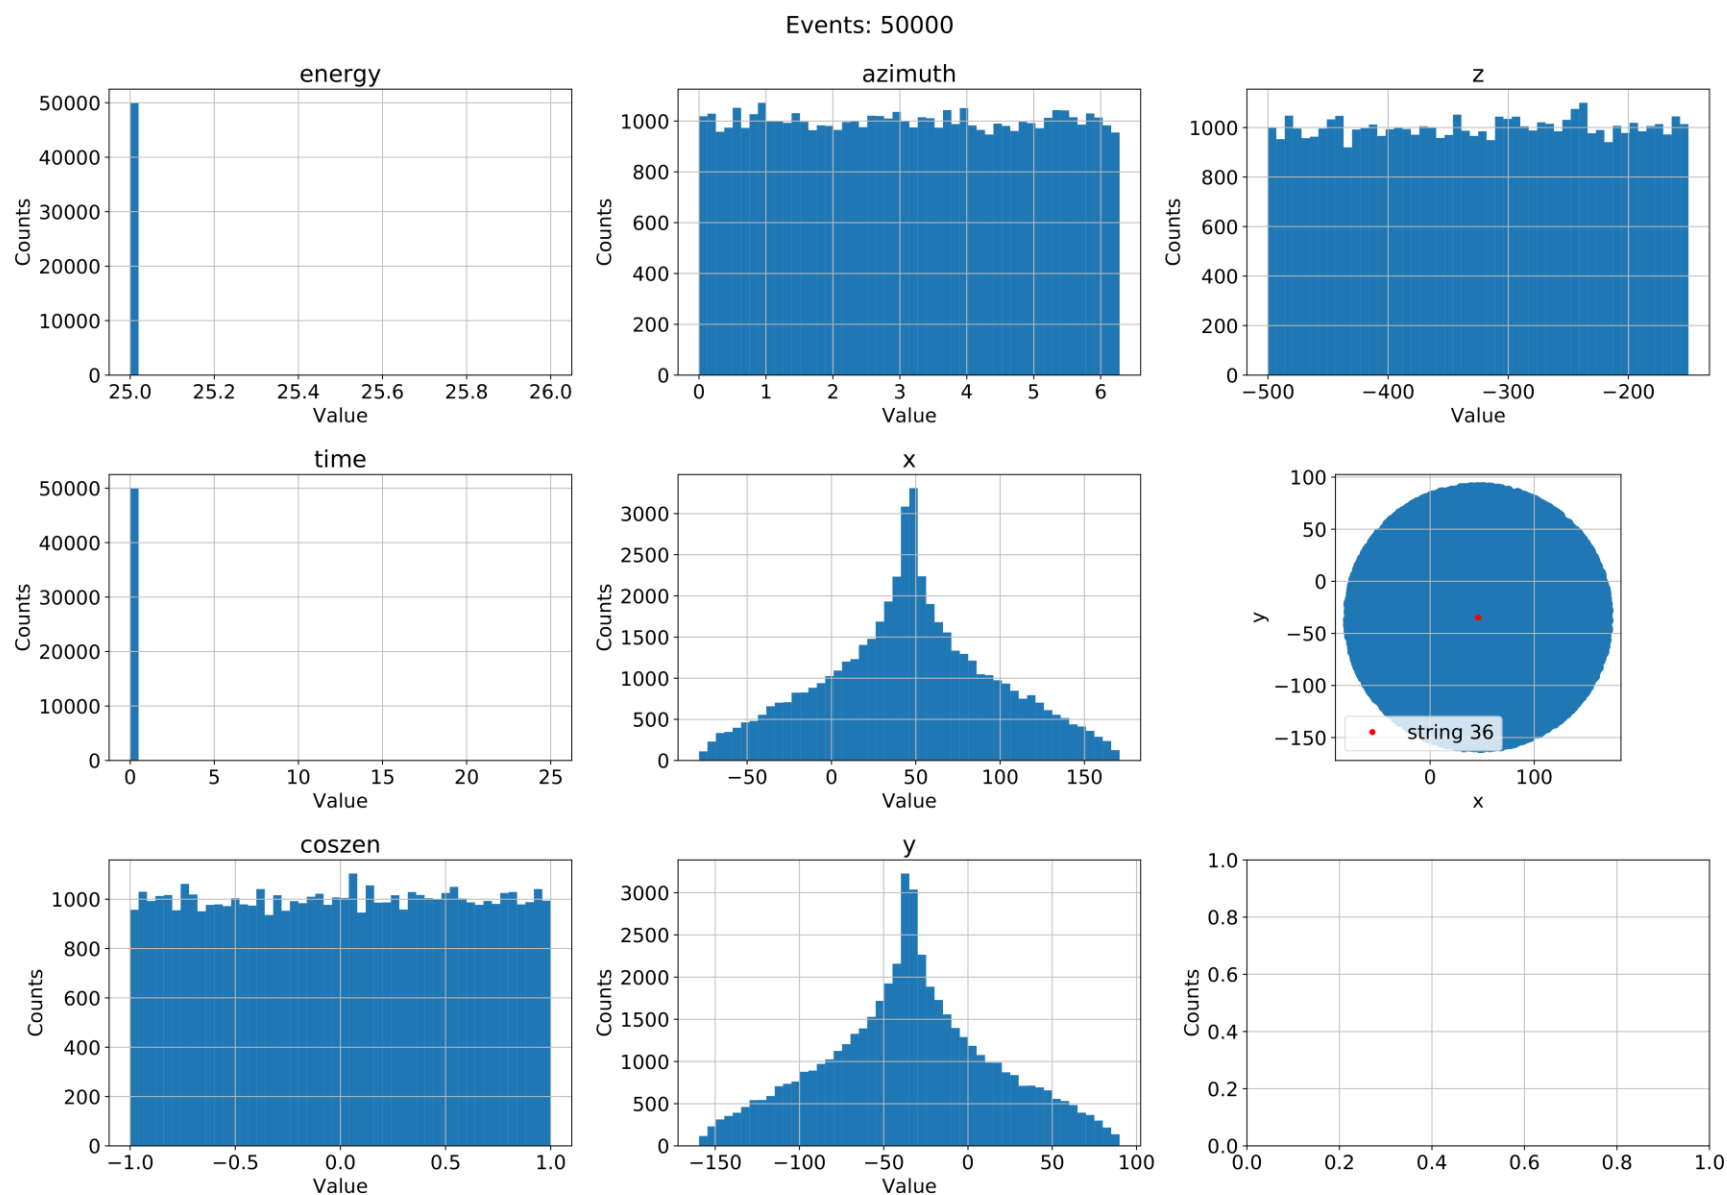 Events: 50000
energy
50000
40000
30000
20000
10000
0
Counts
25.0 25.2 25.4 25.6 25.8 26.0
Value
azimuth
1000
800
600
400
200
0
Counts
0 1 2 3 4 5 6
Value
z
1000
800
600
400
200
0
Counts
−500 −400 −300 −200
Value
time
50000
40000
30000
20000
10000
0
Counts
0 5 10 15 20 25
Value
x
3000
2500
2000
1500
1000
500
0
Counts
−50 0 50 100 150
Value
100
50
0
−50
−100
−150
y
string 36
0 100
x
coszen
1000
800
600
400
200
0
Counts
−1.0 −0.5 0.0 0.5 1.0
Value
y
3000
2500
2000
1500
1000
500
0
Counts
−150 −100 −50 0 50 100
Value
1.0
0.8
0.6
0.4
0.2
0.0
Counts
0.0 0.2 0.4 0.6 0.8 1.0